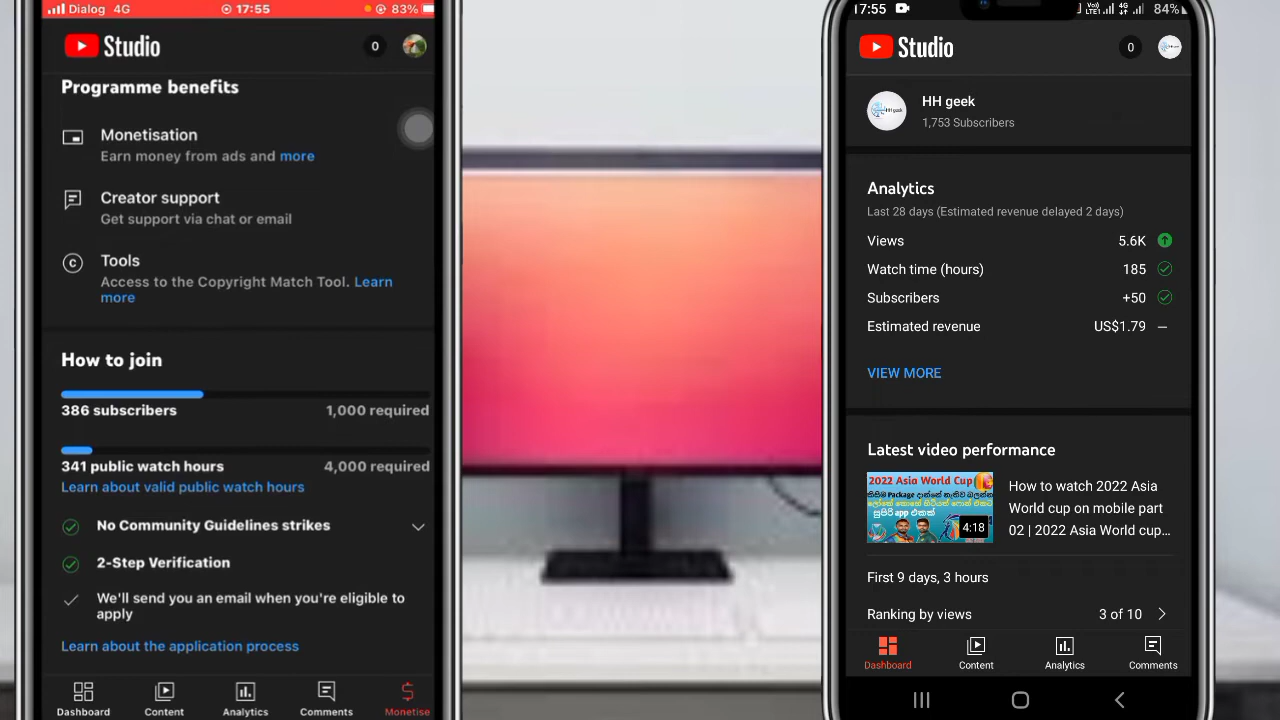 Dialog 4G
17:55
83%
Studio
0
Programme benefits
Monetisation
Earn money from ads and more
Creator support
Get support via chat or email
C
Tools
Access to the Copyright Match Tool. Learn
more
How to join
386 subscribers
1,000 required
341 public watch hours
4,000 required
Learn about valid public watch hours
No Community Guidelines strikes
2-Step Verification
We'll send you an email when you're eligible to
apply
Learn about the application process
Dashboard
Content
Analytics
Comments
Monetise
17:55
4G
84%
Studio
0
HH geek
HH geek
1,753 Subscribers
Analytics
Last 28 days (Estimated revenue delayed 2 days)
Views
5.6K
Watch time (hours)
185
Subscribers
+50
Estimated revenue
US$1.79
VIEW MORE
Latest video performance
2022 Asia World Cup
4:18
How to watch 2022 Asia
World cup on mobile part
02 | 2022 Asia World cup…
First 9 days, 3 hours
Ranking by views
3 of 10
Dashboard
Content
Analytics
Comments